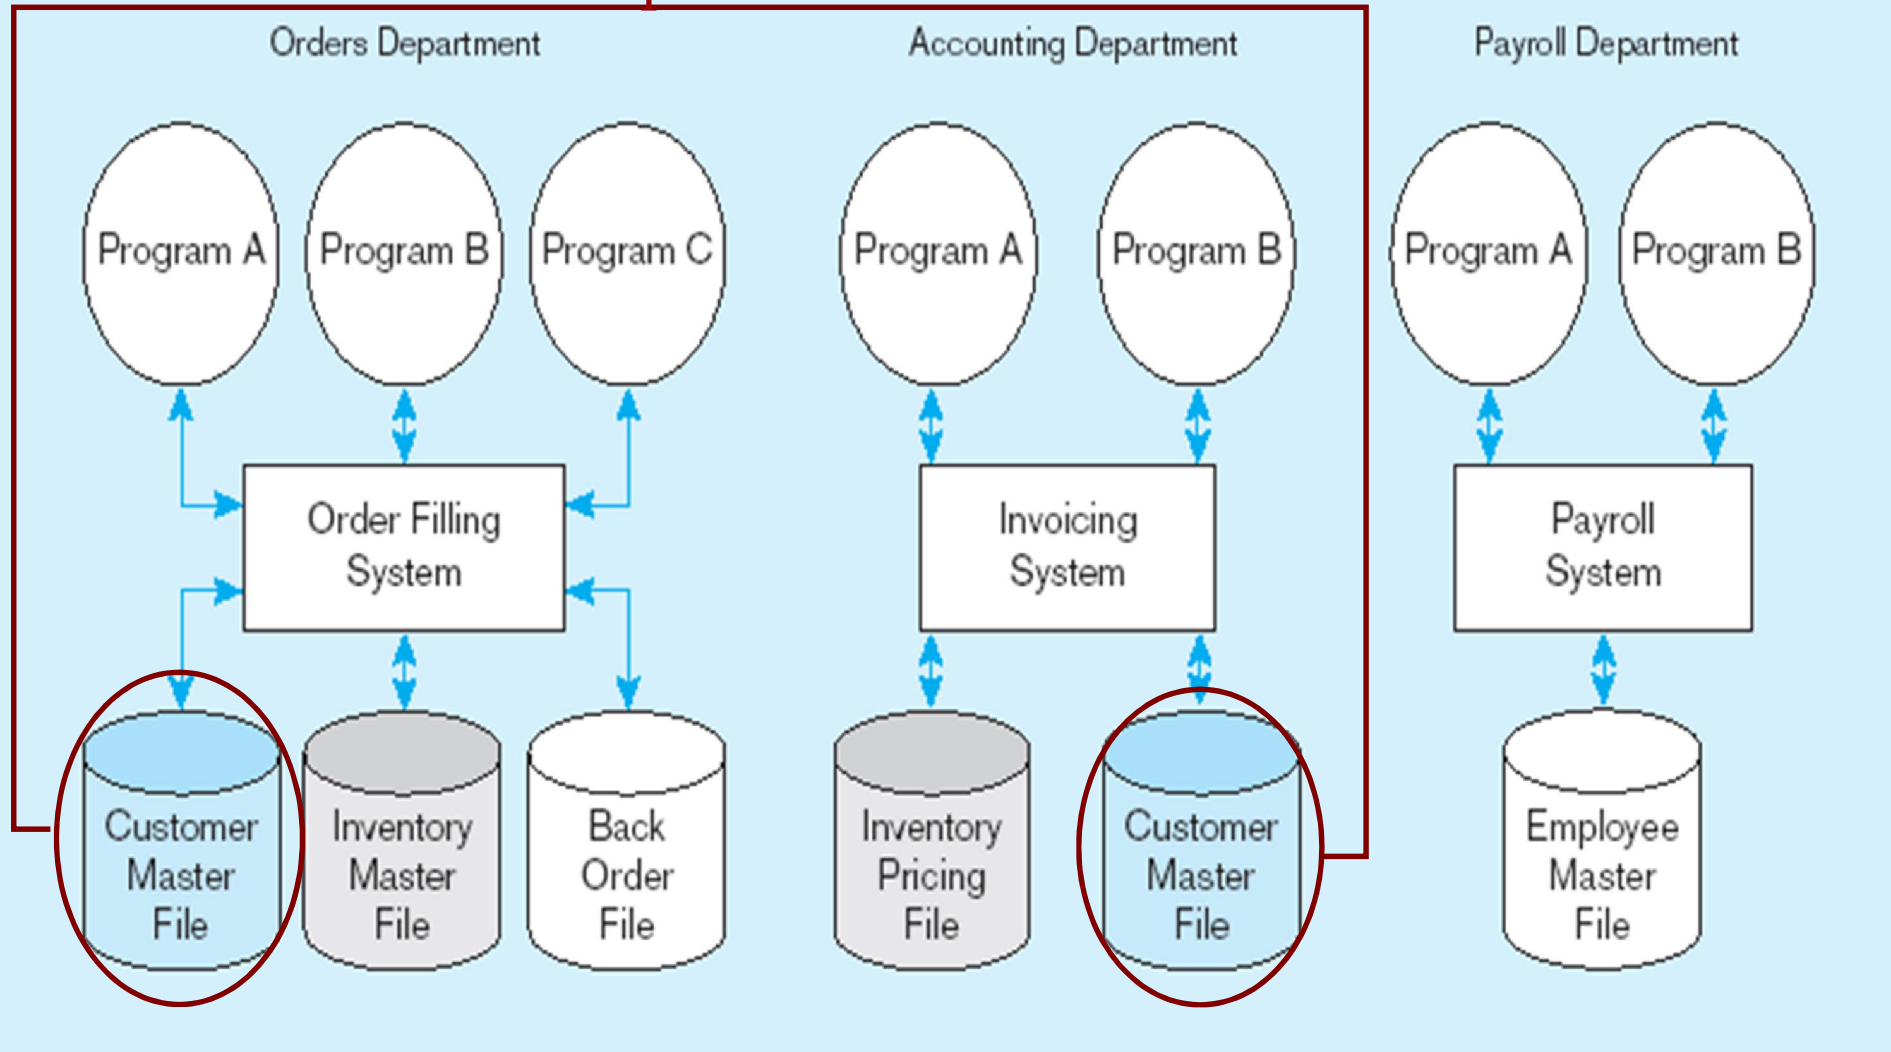 Orders Department
Accounting Department
Payroll Department
Program A
Program B
Program C
Program A
Program B
Program A
Program B
Order Filling
System
Invoicing
System
Payroll
System
Customer
Master
File
Inventory
Master
File
Back
Order
File
Inventory
Pricing
File
Customer
Master
File
Employee
Master
File